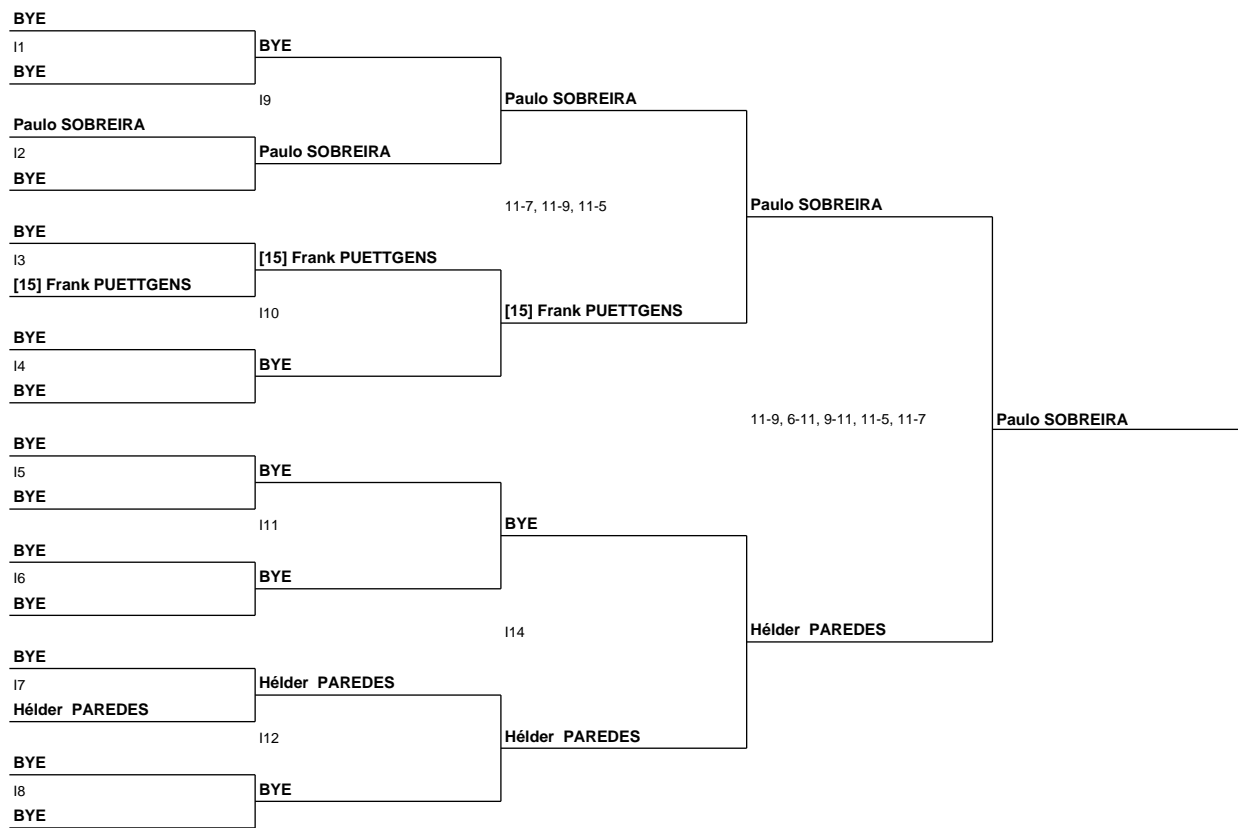 BYE
I1
BYE
BYE
I9
Paulo SOBREIRA
Paulo SOBREIRA
I2
Paulo SOBREIRA
BYE
11-7, 11-9, 11-5
Paulo SOBREIRA
BYE
I3
[15] Frank PUETTGENS
[15] Frank PUETTGENS
I10
[15] Frank PUETTGENS
BYE
I4
BYE
BYE
11-9, 6-11, 9-11, 11-5, 11-7
Paulo SOBREIRA
BYE
I5
BYE
BYE
I11
BYE
BYE
I6
BYE
BYE
I14
Hélder PAREDES
BYE
I7
Hélder PAREDES
Hélder PAREDES
I12
Hélder PAREDES
BYE
I8
BYE
BYE